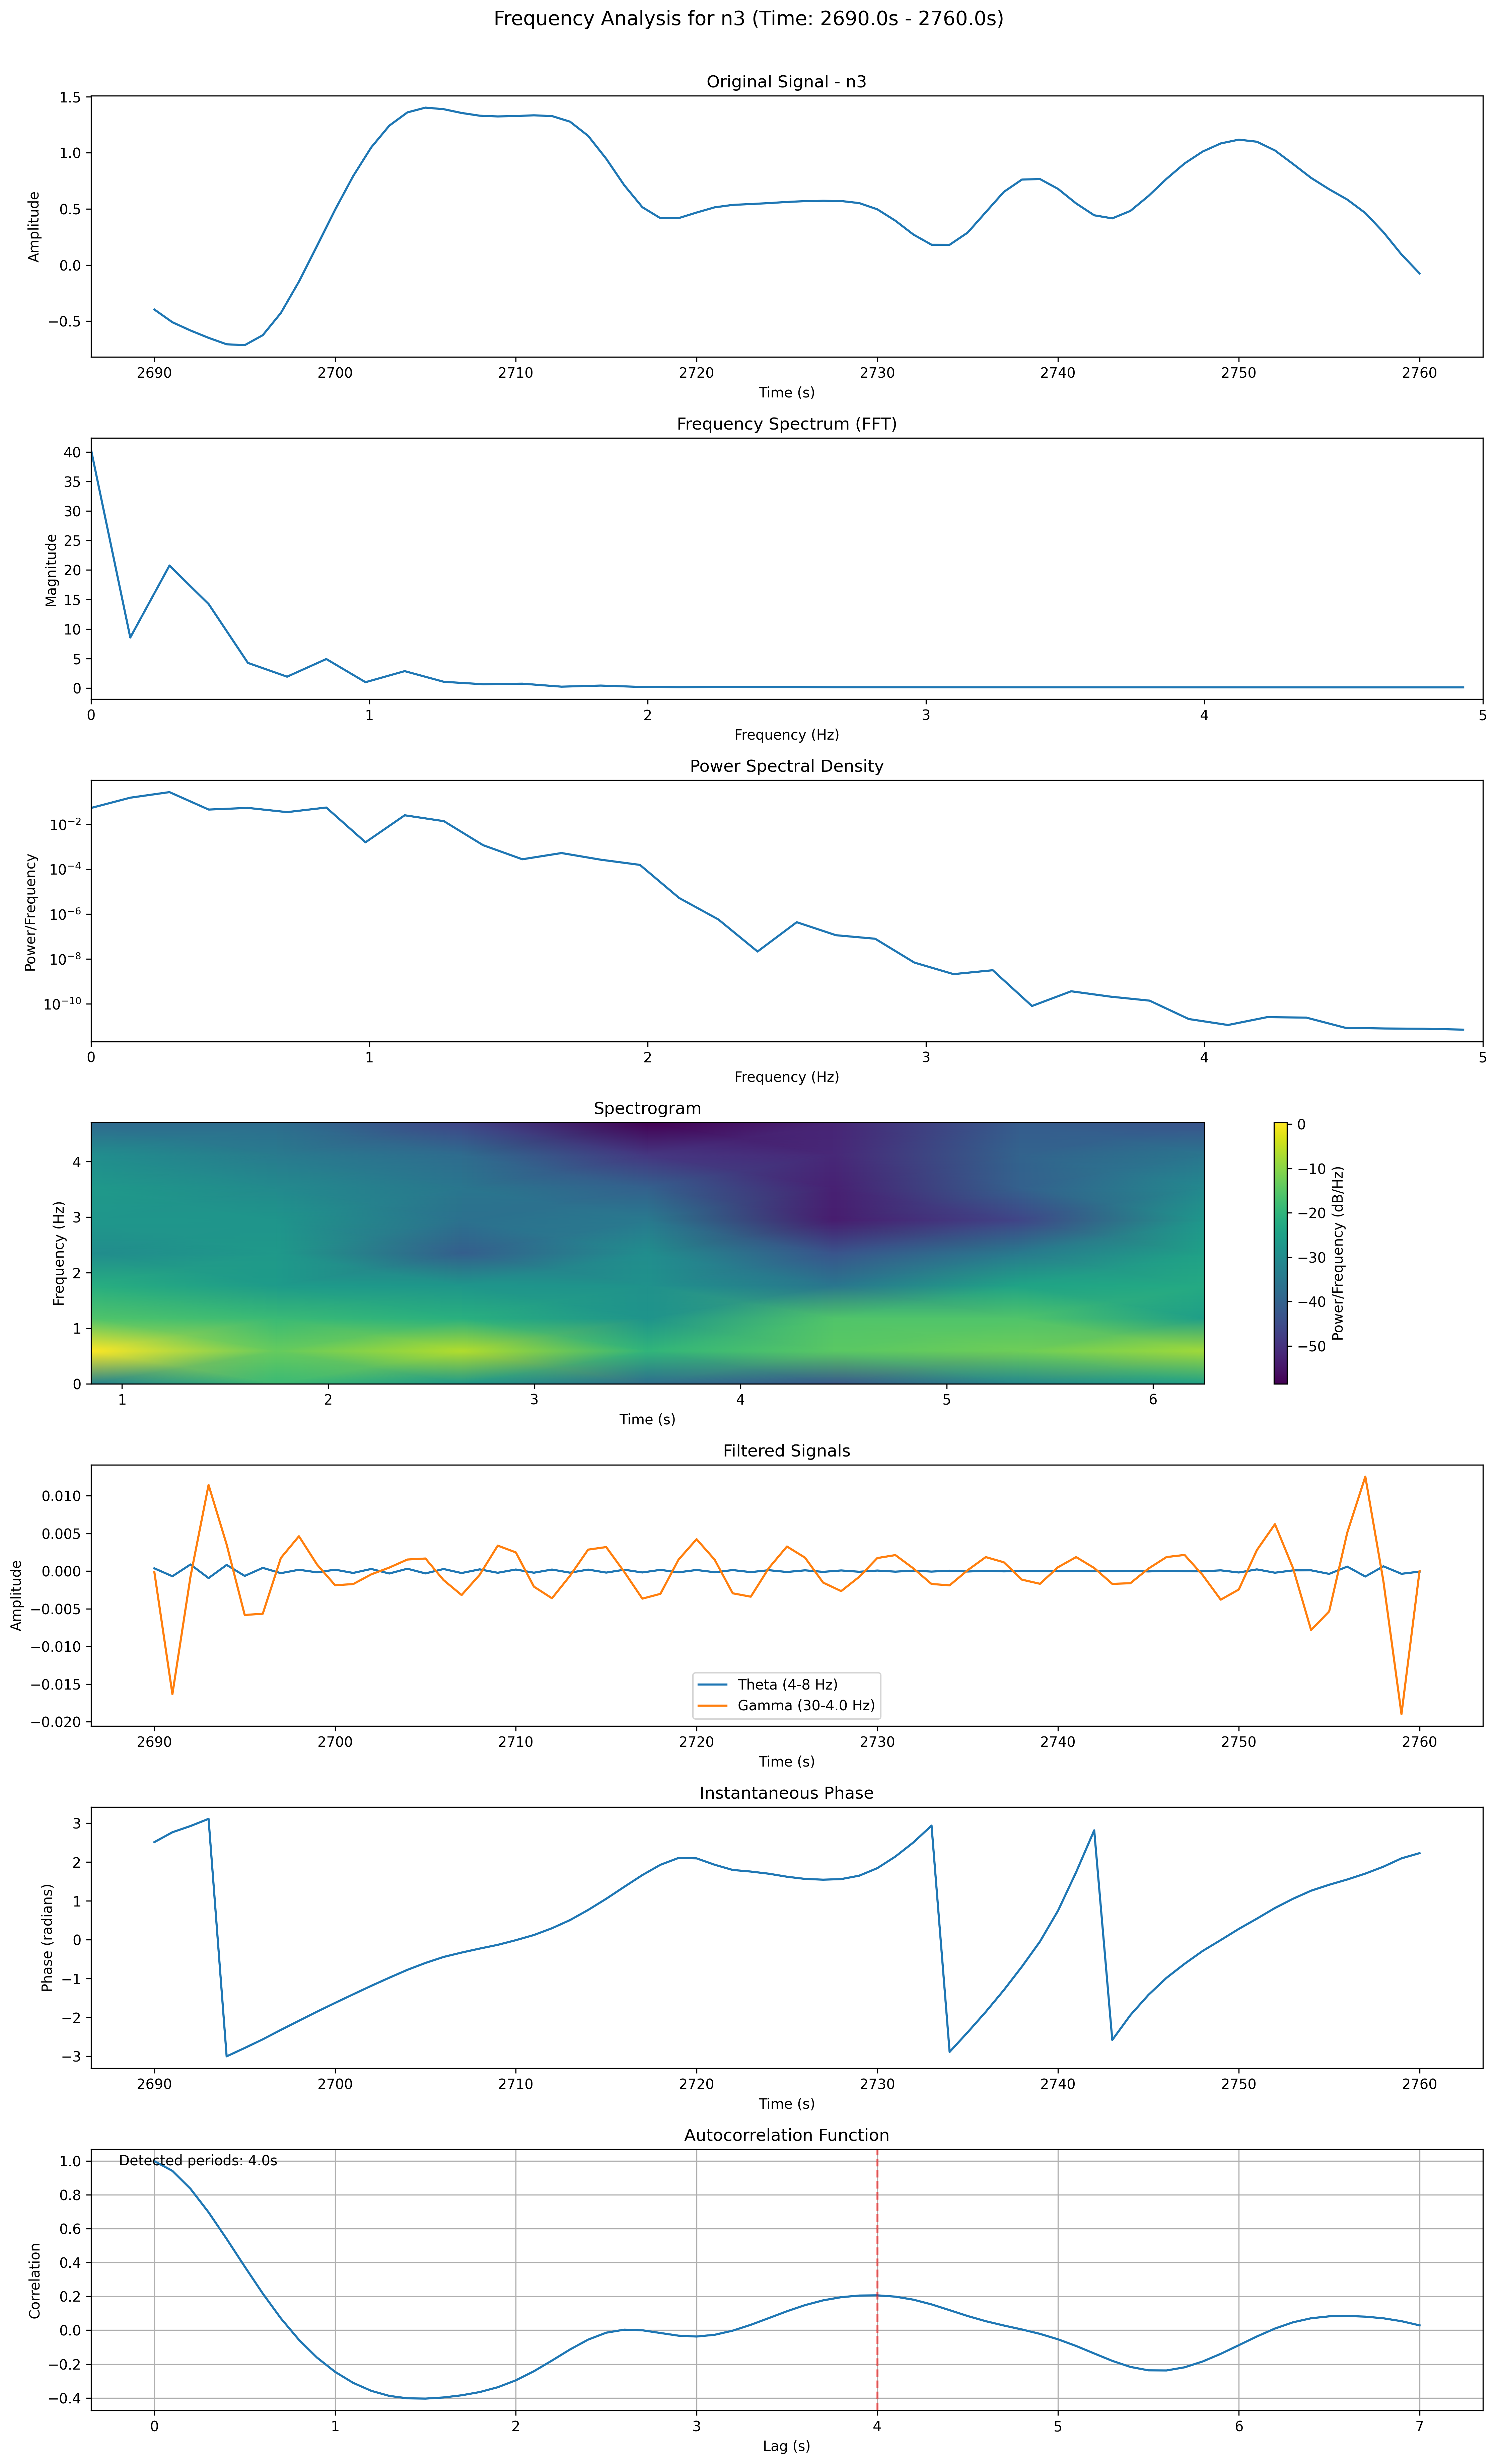 Frequency Analysis for n3 (Time: 2690.0s - 2760.0s)
Original Signal - n3
1.5
1.0
0.5
0.0
−0.5
Amplitude
2690 2700 2710 2720 2730 2740 2750 2760
Time (s)
Frequency Spectrum (FFT)
40
35
30
25
20
15
10
5
0
Magnitude
0 1 2 3 4 5
Frequency (Hz)
Power Spectral Density
10⁻²
10⁻⁴
10⁻⁶
10⁻⁸
10⁻¹⁰
Power/Frequency
0 1 2 3 4 5
Frequency (Hz)
Spectrogram
4
3
2
1
0
Frequency (Hz)
1 2 3 4 5 6
Time (s)
0
−10
−20
−30
−40
−50
Power/Frequency (dB/Hz)
Filtered Signals
0.010
0.005
0.000
−0.005
−0.010
−0.015
−0.020
Amplitude
Theta (4-8 Hz)
Gamma (30-4.0 Hz)
2690 2700 2710 2720 2730 2740 2750 2760
Time (s)
Instantaneous Phase
3
2
1
0
−1
−2
−3
Phase (radians)
2690 2700 2710 2720 2730 2740 2750 2760
Time (s)
Autocorrelation Function
Detected periods: 4.0s
1.0
0.8
0.6
0.4
0.2
0.0
−0.2
−0.4
Correlation
0 1 2 3 4 5 6 7
Lag (s)